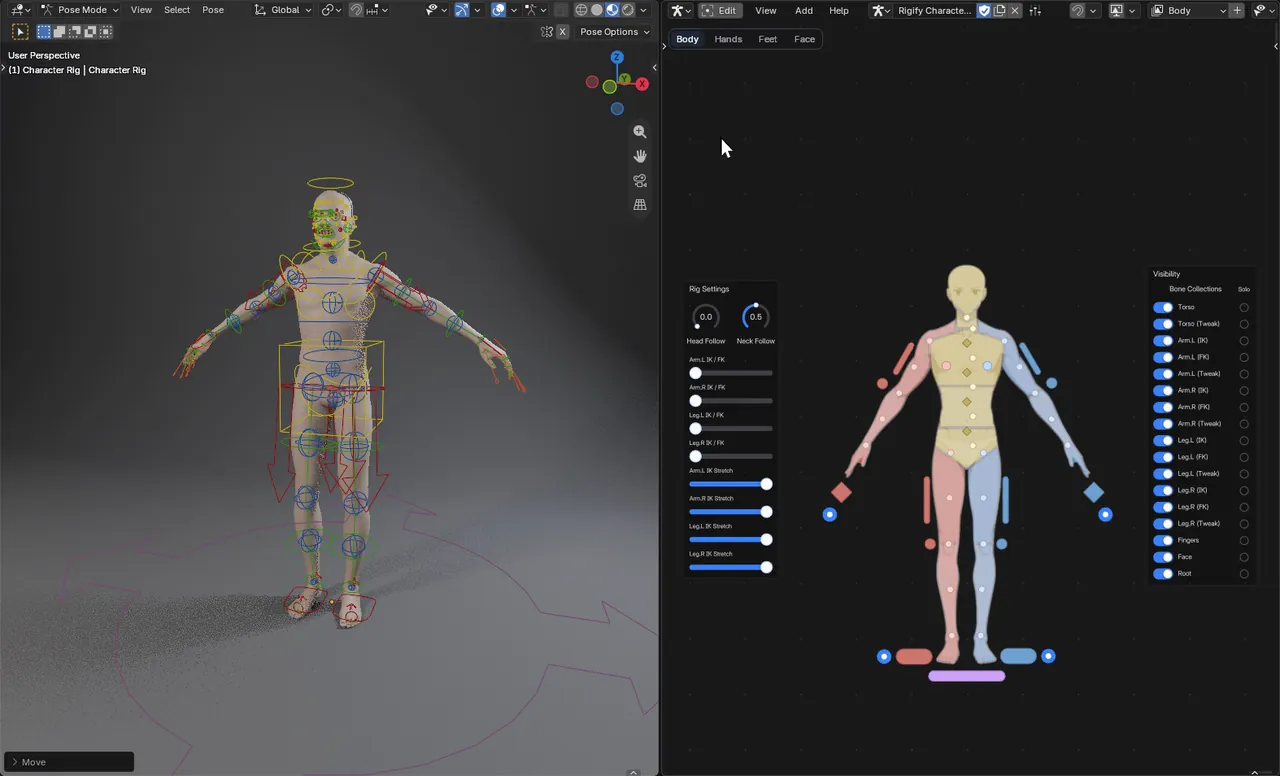 Pose Mode View Select Pose Global
Edit View Add Help Rigify Characte... Body
X Pose Options
Body Hands Feet Face
User Perspective
(1) Character Rig | Character Rig
Z
Y
X
Rig Settings
0.0 0.5
Head Follow Neck Follow
Arm.L IK / FK
Arm.R IK / FK
Leg.L IK / FK
Leg.R IK / FK
Arm.L IK Stretch
Arm.R IK Stretch
Leg.L IK Stretch
Leg.R IK Stretch
Visibility
Bone Collections Solo
Torso
Torso (Tweak)
Arm.L (IK)
Arm.L (FK)
Arm.L (Tweak)
Arm.R (IK)
Arm.R (FK)
Arm.R (Tweak)
Leg.L (IK)
Leg.L (FK)
Leg.L (Tweak)
Leg.R (IK)
Leg.R (FK)
Leg.R (Tweak)
Fingers
Face
Root
Move